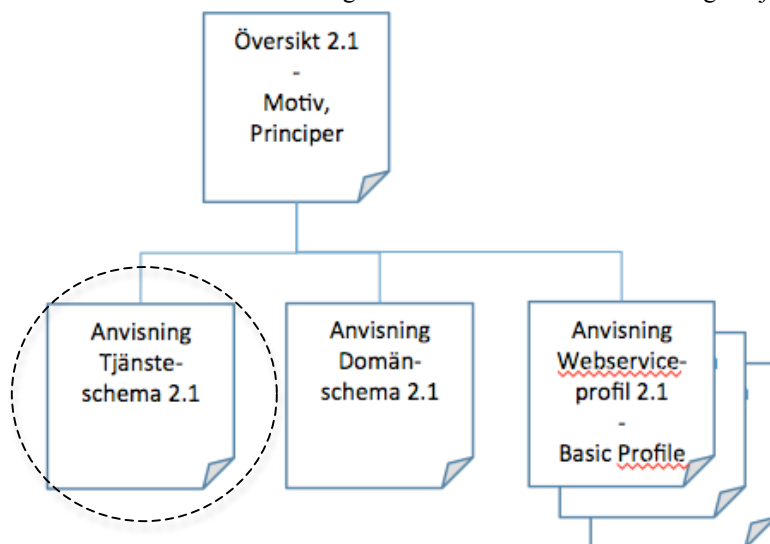 Översikt 2.1
-
Motiv,
Principer
Anvisning
Tjänste-
schema 2.1
Anvisning
Domän-
schema 2.1
Anvisning
Webservice-
profil 2.1
-
Basic Profile